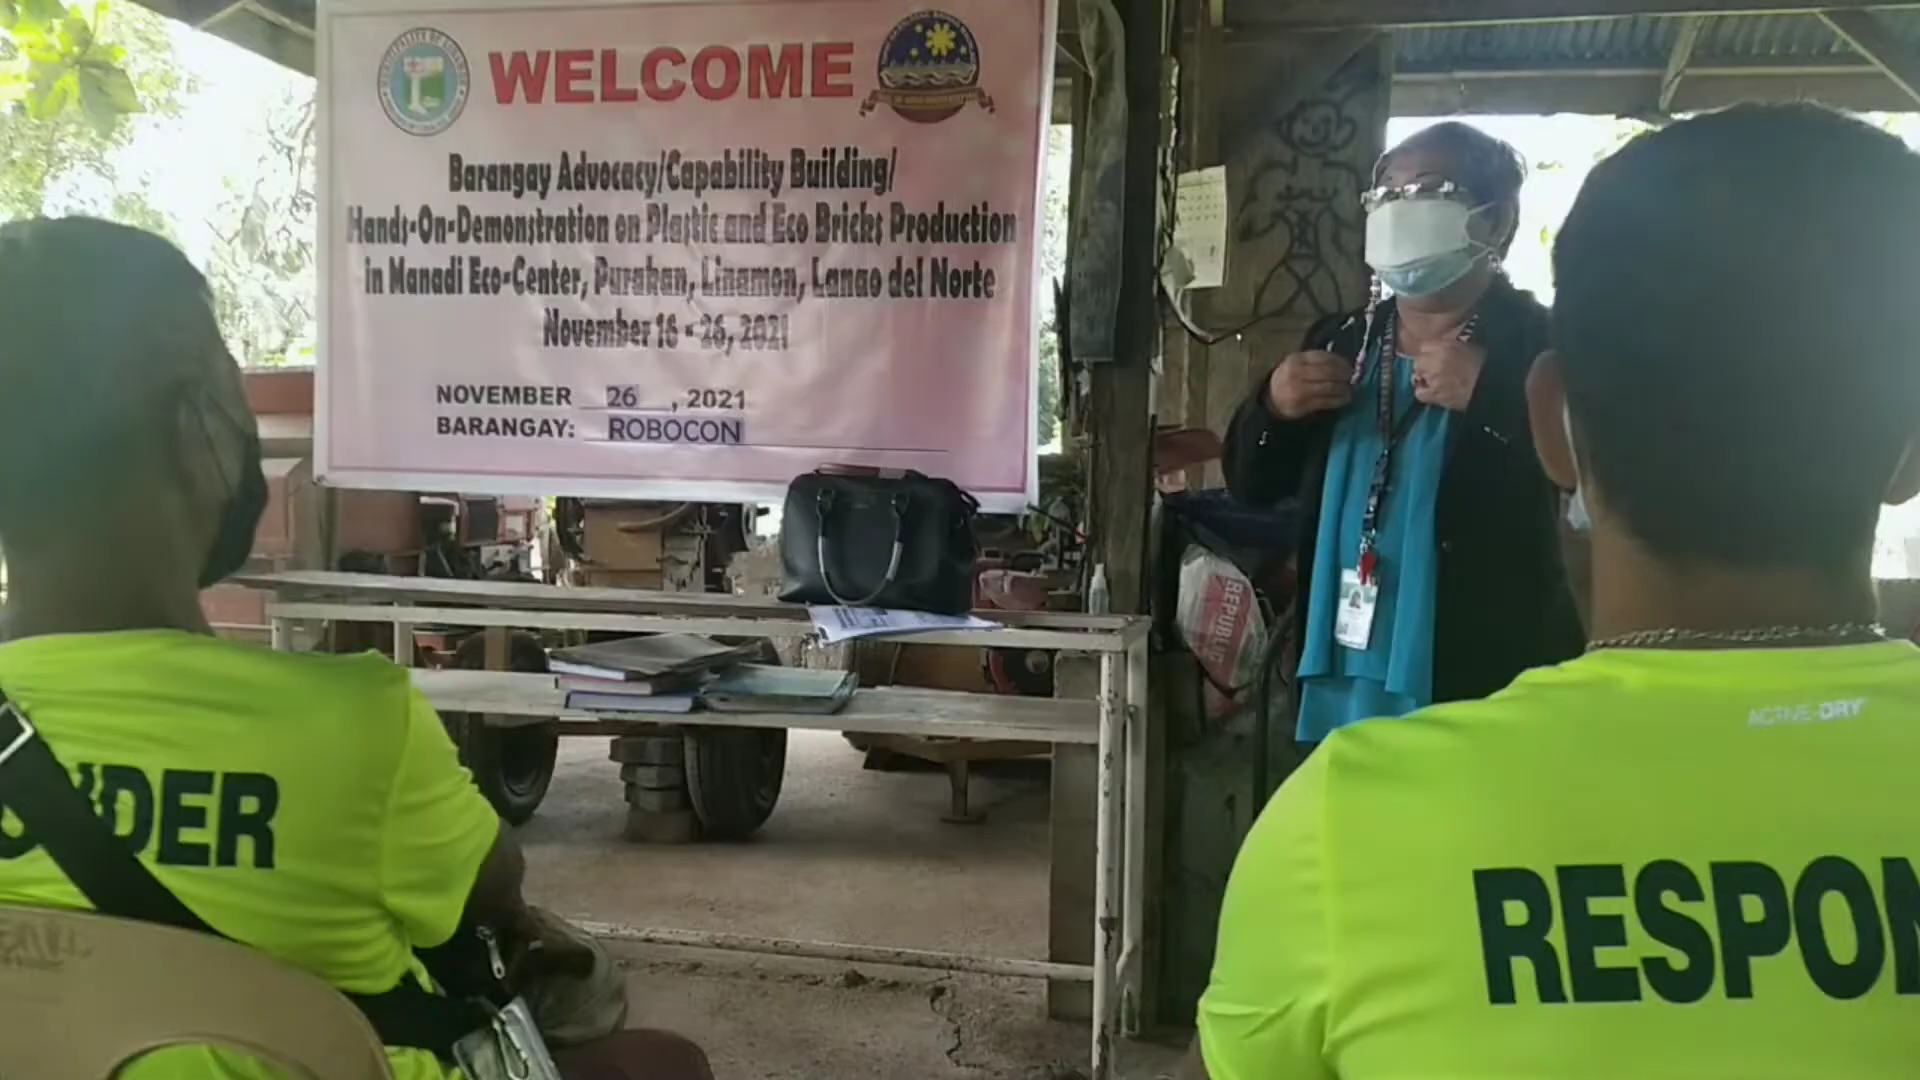 WELCOME
Barangay Advocacy/Capability Building/
Hands-On-Demonstration on Plastic and Eco Bricks Production
in Manadi Eco-Center, Purakan, Linamon, Lanao del Norte
November 16 - 26, 2021
NOVEMBER 26, 2021
BARANGAY: ROBOCON
REPUBLIC
ACTIVE-DRY
DER
RESPON